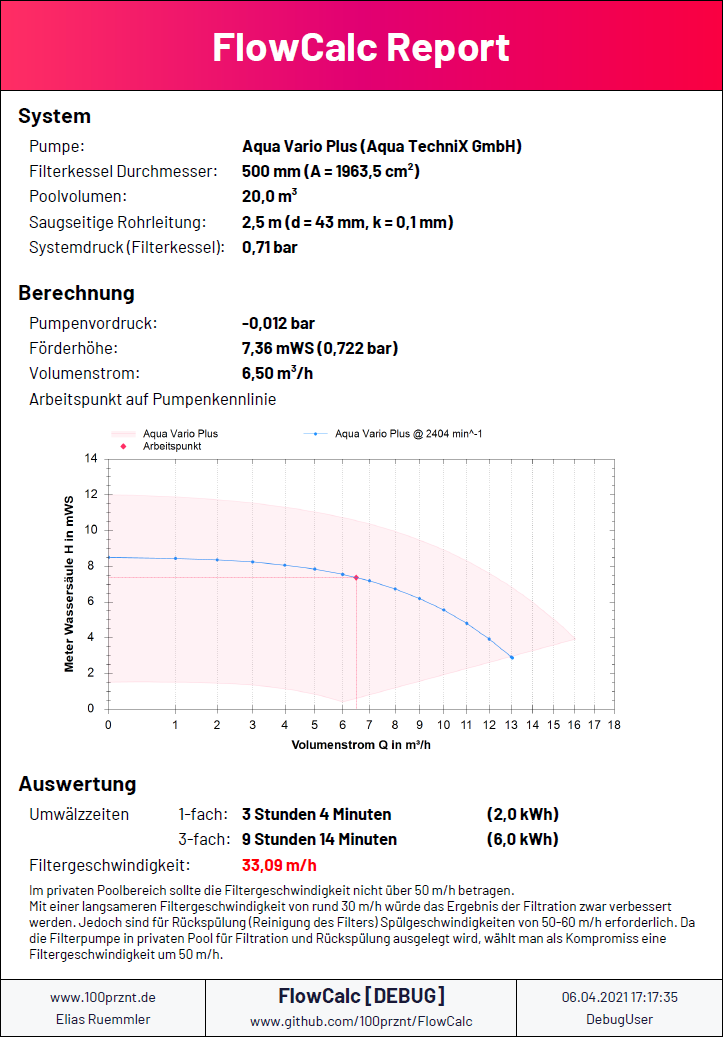 FlowCalc Report
System
Pumpe: Aqua Vario Plus (Aqua TechniX GmbH)
Filterkessel Durchmesser: 500 mm (A = 1963,5 cm²)
Poolvolumen: 20,0 m³
Saugseitige Rohrleitung: 2,5 m (d = 43 mm, k = 0,1 mm)
Systemdruck (Filterkessel): 0,71 bar
Berechnung
Pumpenvordruck: -0,012 bar
Förderhöhe: 7,36 mWS (0,722 bar)
Volumenstrom: 6,50 m³/h
Arbeitspunkt auf Pumpenkennlinie
Aqua Vario Plus Aqua Vario Plus @ 2404 min^-1
Arbeitspunkt
14
12
10
8
6
4
2
0
Meter Wassersäule H in mWS
0 1 2 3 4 5 6 7 8 9 10 11 12 13 14 15 16 17 18
Volumenstrom Q in m³/h
Auswertung
Umwälzzeiten 1-fach: 3 Stunden 4 Minuten (2,0 kWh)
3-fach: 9 Stunden 14 Minuten (6,0 kWh)
Filtergeschwindigkeit: 33,09 m/h
Im privaten Poolbereich sollte die Filtergeschwindigkeit nicht über 50 m/h betragen.
Mit einer langsameren Filtergeschwindigkeit von rund 30 m/h würde das Ergebnis der Filtration zwar verbessert
werden. Jedoch sind für Rückspülung (Reinigung des Filters) Spülgeschwindigkeiten von 50-60 m/h erforderlich. Da
die Filterpumpe in privaten Pool für Filtration und Rückspülung ausgelegt wird, wählt man als Kompromiss eine
Filtergeschwindigkeit um 50 m/h.
www.100prznt.de FlowCalc [DEBUG] 06.04.2021 17:17:35
Elias Ruemmler www.github.com/100prznt/FlowCalc DebugUser